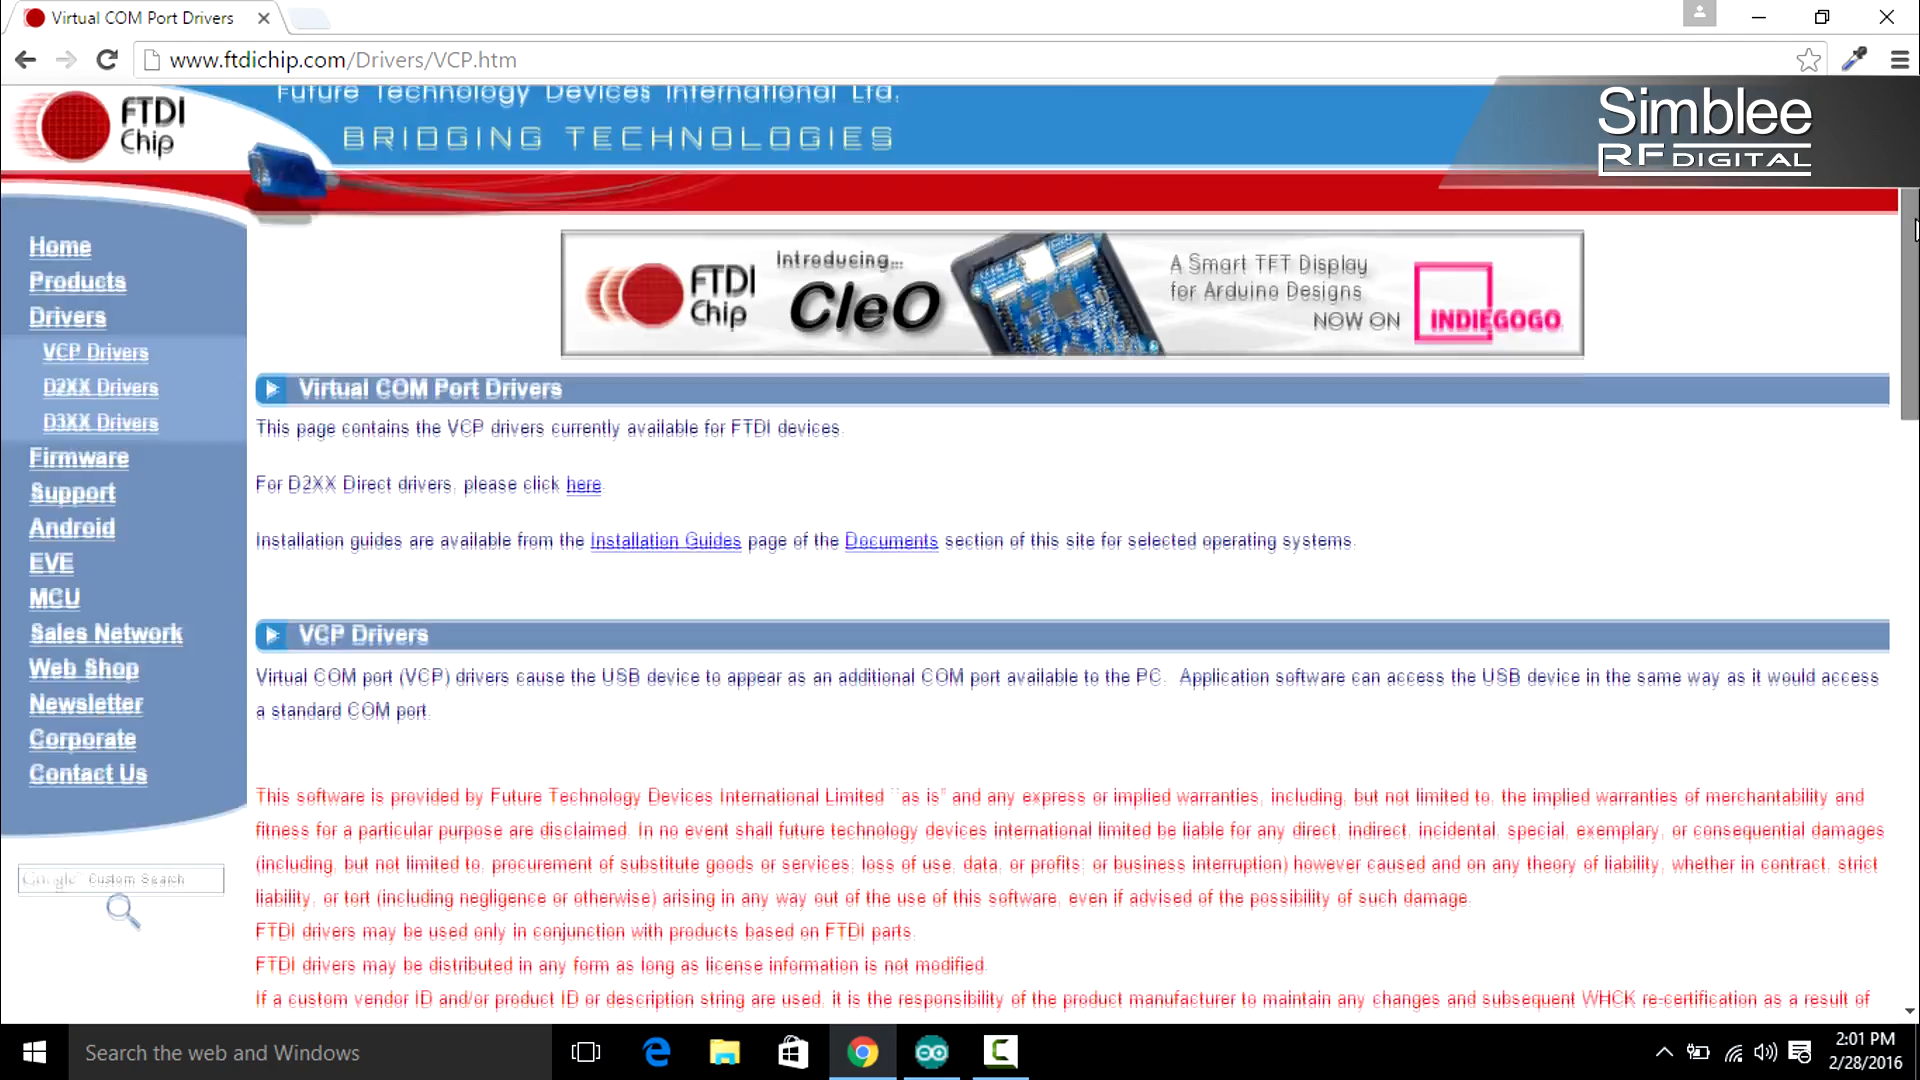 Virtual COM Port Drivers
www.ftdichip.com/Drivers/VCP.htm
FTDI
Chip
Future Technology Devices International Ltd.
BRIDGING TECHNOLOGIES
Simblee
RF DIGITAL
Home
Products
Drivers
VCP Drivers
D2XX Drivers
D3XX Drivers
Firmware
Support
Android
EVE
MCU
Sales Network
Web Shop
Newsletter
Corporate
Contact Us
Google Custom Search
FTDI
Chip
Introducing...
CleO
A Smart TFT Display
for Arduino Designs
NOW ON
INDIEGOGO
Virtual COM Port Drivers
This page contains the VCP drivers currently available for FTDI devices.
For D2XX Direct drivers, please click here.
Installation guides are available from the Installation Guides page of the Documents section of this site for selected operating systems.
VCP Drivers
Virtual COM port (VCP) drivers cause the USB device to appear as an additional COM port available to the PC.  Application software can access the USB device in the same way as it would access
a standard COM port.
This software is provided by Future Technology Devices International Limited ``as is'' and any express or implied warranties, including, but not limited to, the implied warranties of merchantability and
fitness for a particular purpose are disclaimed. In no event shall future technology devices international limited be liable for any direct, indirect, incidental, special, exemplary, or consequential damages
(including, but not limited to, procurement of substitute goods or services; loss of use, data, or profits; or business interruption) however caused and on any theory of liability, whether in contract, strict
liability, or tort (including negligence or otherwise) arising in any way out of the use of this software, even if advised of the possibility of such damage.
FTDI drivers may be used only in conjunction with products based on FTDI parts.
FTDI drivers may be distributed in any form as long as license information is not modified.
If a custom vendor ID and/or product ID or description string are used, it is the responsibility of the product manufacturer to maintain any changes and subsequent WHCK re-certification as a result of
Search the web and Windows
2:01 PM
2/28/2016